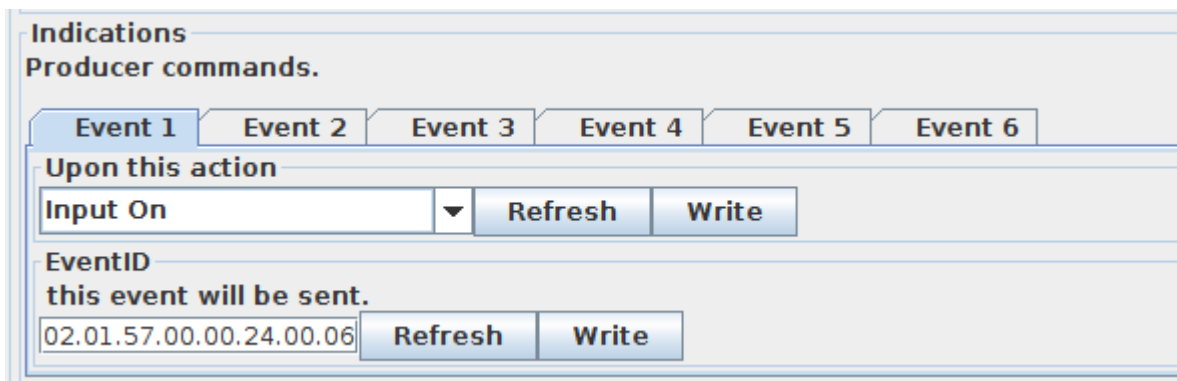 Indications
Producer commands.
Event 1 Event 2 Event 3 Event 4 Event 5 Event 6
Upon this action
Input On Refresh Write
EventID
this event will be sent.
02.01.57.00.00.24.00.06 Refresh Write